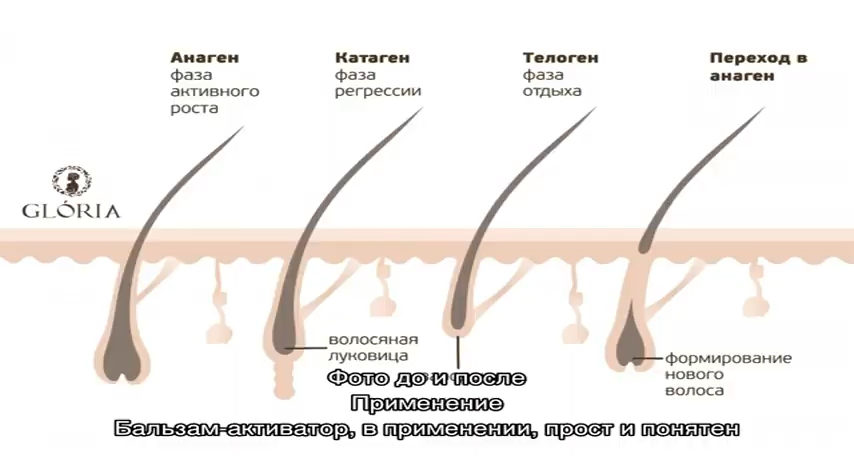 Анаген
фаза
активного
роста
Катаген
фаза
регрессии
Телоген
фаза
отдыха
Переход в
анаген
GLÓRIA
волосяная
луковица
формирование
нового
волоса
Фото до и после
Применение
Бальзам-активатор, в применении, прост и понятен